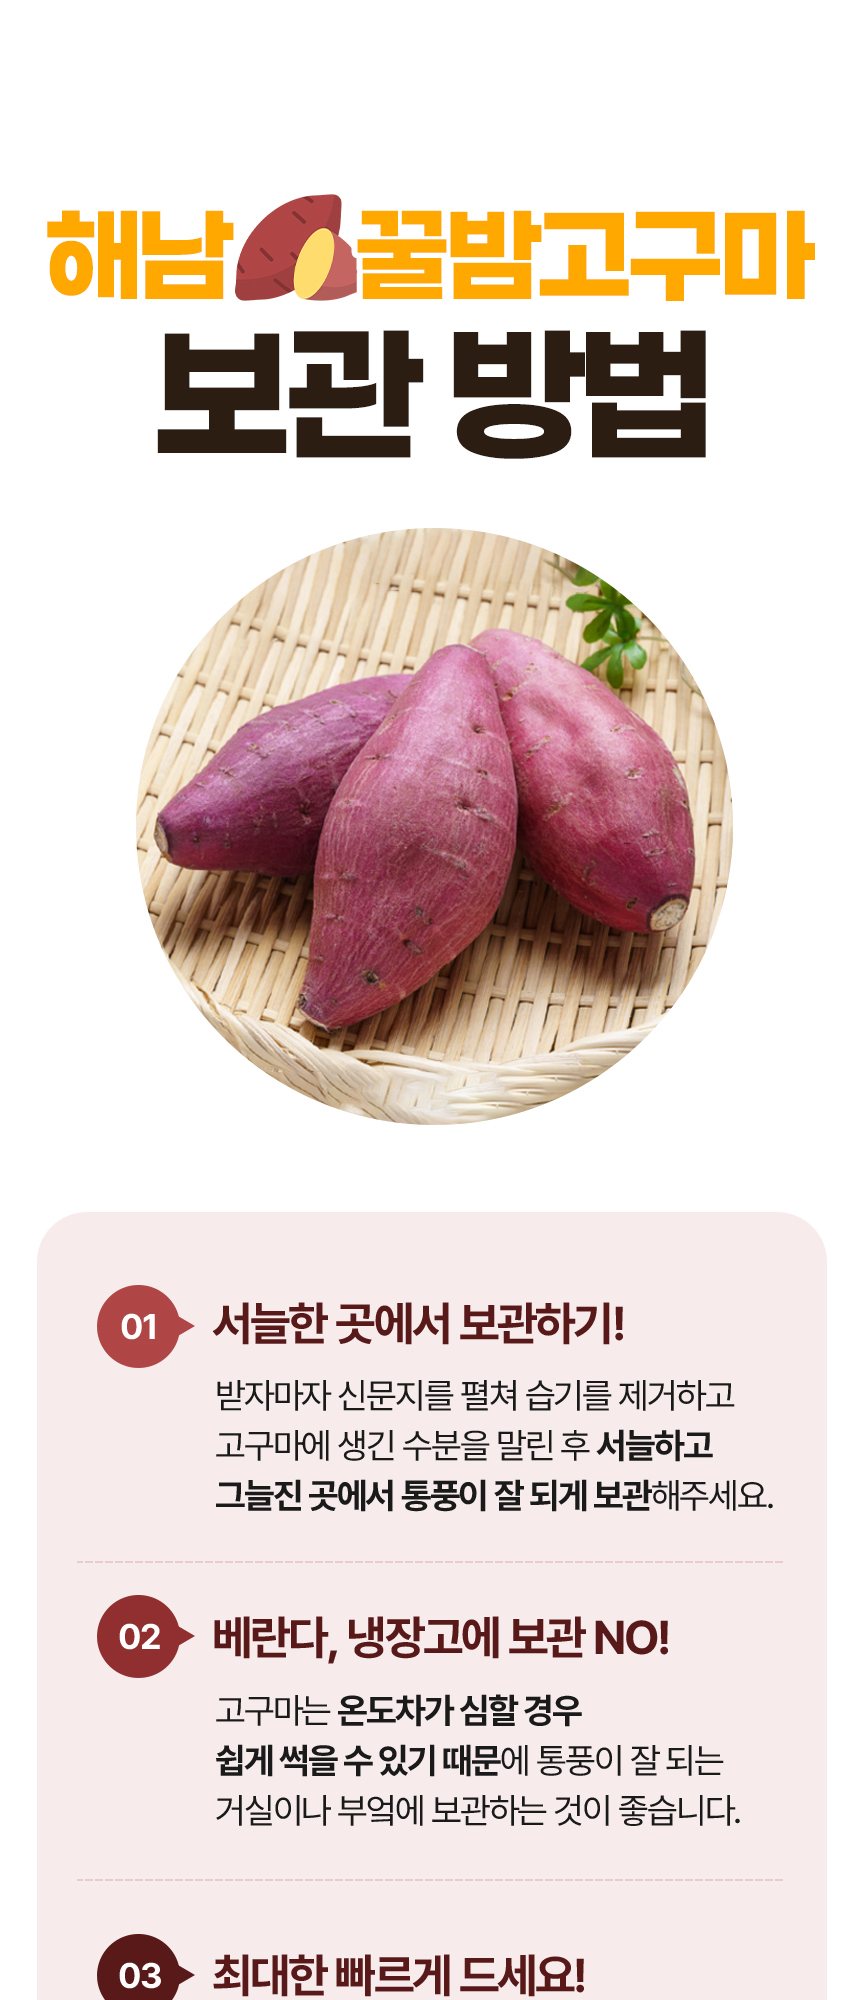 해남 꿀밤고구마
보관 방법
01 서늘한 곳에서 보관하기!
받자마자 신문지를 펼쳐 습기를 제거하고
고구마에 생긴 수분을 말린 후 서늘하고
그늘진 곳에서 통풍이 잘 되게 보관해주세요.
02 베란다, 냉장고에 보관 NO!
고구마는 온도차가 심할 경우
쉽게 썩을 수 있기 때문에 통풍이 잘 되는
거실이나 부엌에 보관하는 것이 좋습니다.
03 최대한 빠르게 드세요!